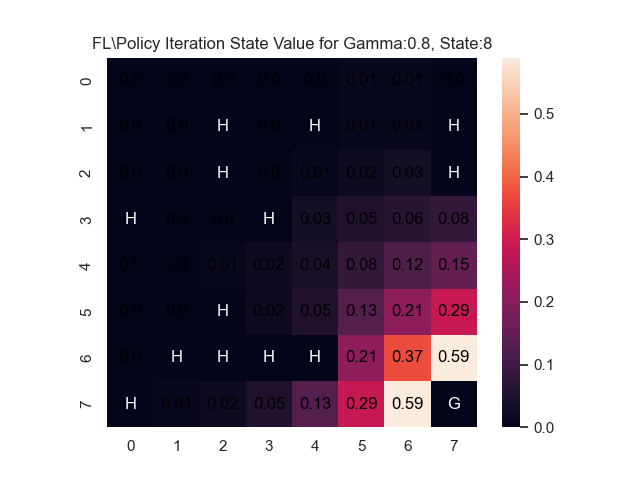 FL\Policy Iteration State Value for Gamma:0.8, State:8
0 0.0 0.0 0.0 0.0 0.0 0.01 0.01 0.0
1 0.0 0.0 H 0.0 H 0.01 0.01 H
2 0.0 0.0 H 0.0 0.01 0.02 0.03 H
3 H 0.0 0.0 H 0.03 0.05 0.06 0.08
4 0.0 0.0 0.01 0.02 0.04 0.08 0.12 0.15
5 0.0 0.0 H 0.02 0.05 0.13 0.21 0.29
6 0.0 H H H H 0.21 0.37 0.59
7 H 0.01 0.02 0.05 0.13 0.29 0.59 G
0 1 2 3 4 5 6 7
0.5
0.4
0.3
0.2
0.1
0.0